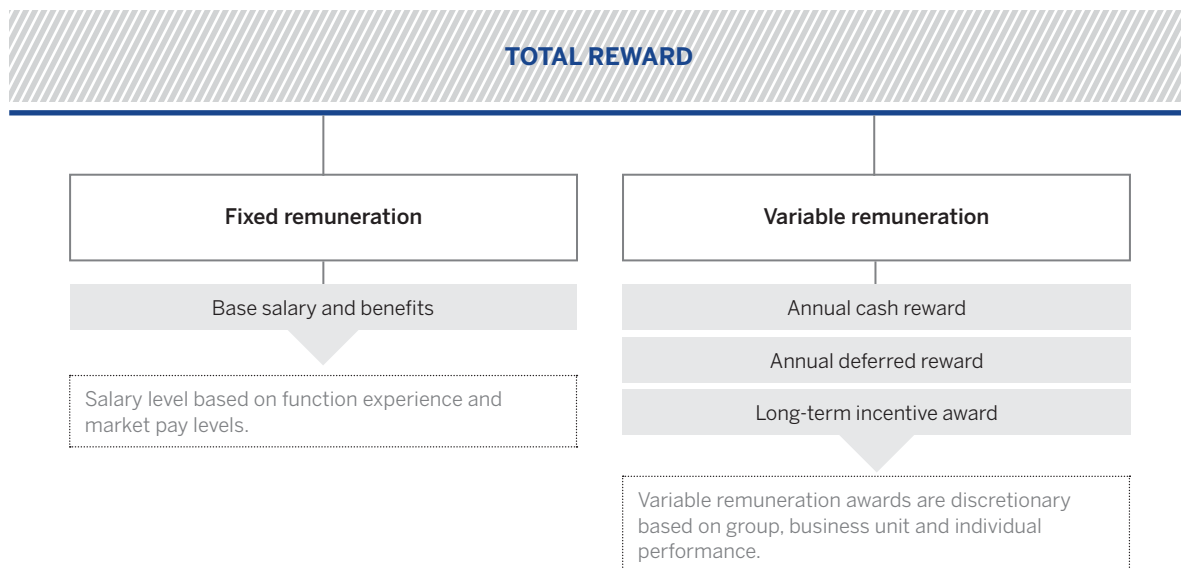 TOTAL REWARD
Fixed remuneration
Base salary and benefits
Salary level based on function experience and
market pay levels.
Variable remuneration
Annual cash reward
Annual deferred reward
Long-term incentive award
Variable remuneration awards are discretionary
based on group, business unit and individual
performance.